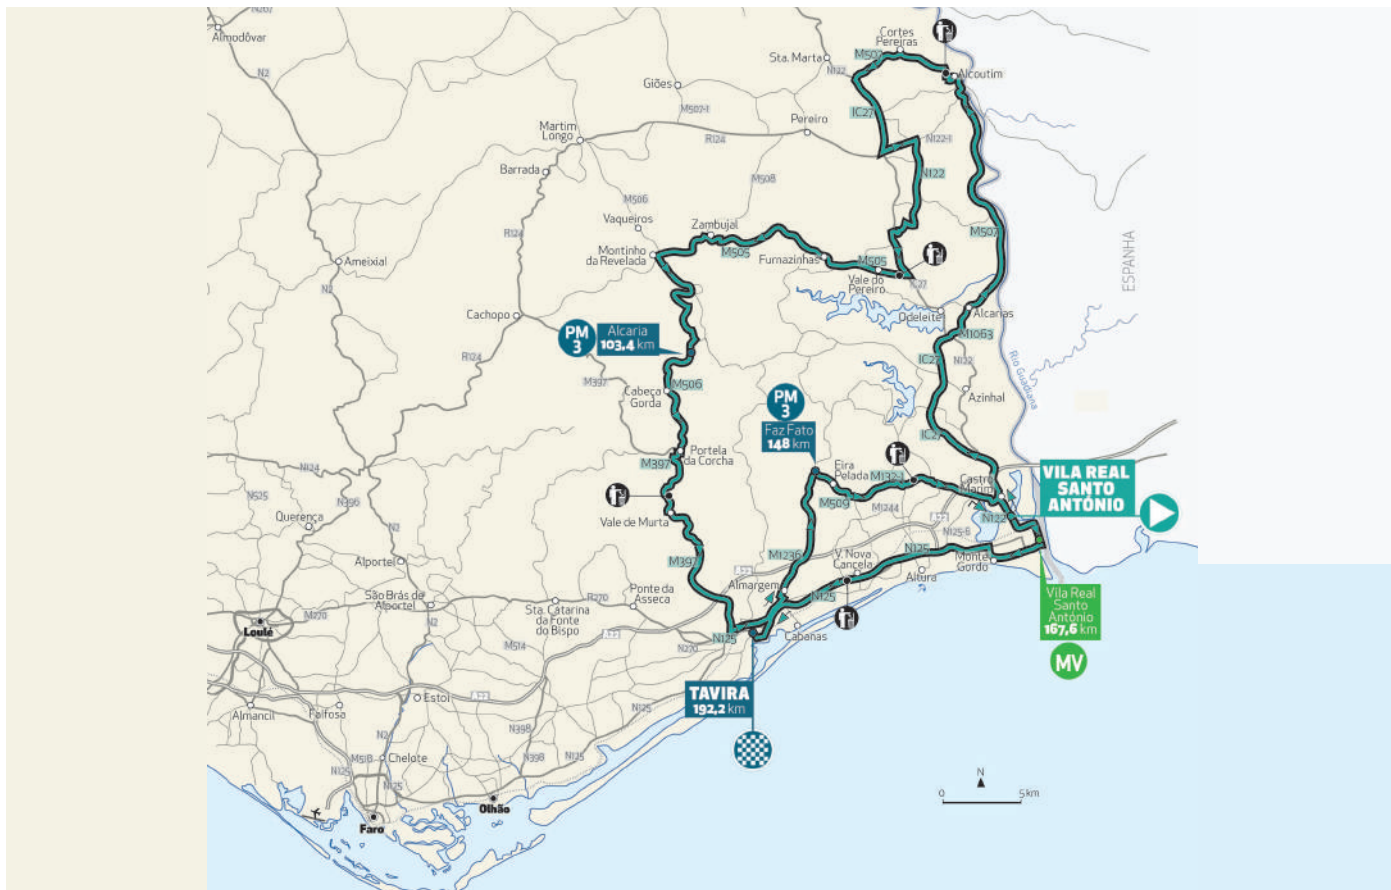 N267
Almodôvar
N2
Cortes
Pereiras
Sta. Marta
N122
M507
Alcoutim
Giões
M507-1
IC27
Martim
Longo
Pereiro
R124
N122-1
Barrada
M508
N122
M506
Vaqueiros
Zambujal
R124
M507
Montinho
da Revelada
M505
Furnazinhas
M505
Vale do
Pereiro
IC27
ESPANHA
Ameixial
N2
Cachopo
Odeleite
Alcarias
PM
3
Alcaria
103,4 km
M1063
R124
IC27
N122
M397
Cabeça
Gorda
M506
Azinhal
Rio Guadiana
PM
3
Faz Fato
148 km
IC27
Portela
da Corcha
M397
N124
Eira
Pelada
M132-1
Castro
Marim
VILA REAL
SANTO
ANTÓNIO
N525
N396
M509
M1244
Querença
N2
Vale de Murta
A22
N122
N125-6
Alportel
M397
M1236
A22
V. Nova
Cancela
N125
Monte
Gordo
Altura
Almargem
São Brás de
Alportel
R270
Ponte da
Asseca
N125
M270
Loulé
N2
Sta. Catarina
da Fonte
do Bispo
A22
N125
Cabanas
Vila Real
Santo
António
167,6 km
M514
N270
MV
TAVIRA
192,2 km
Estoi
A22
N125
Almancil
Falfosa
N2
N398
M518
Chelote
N398
N125
N125
N125
Olhão
Faro
N
0
5 km